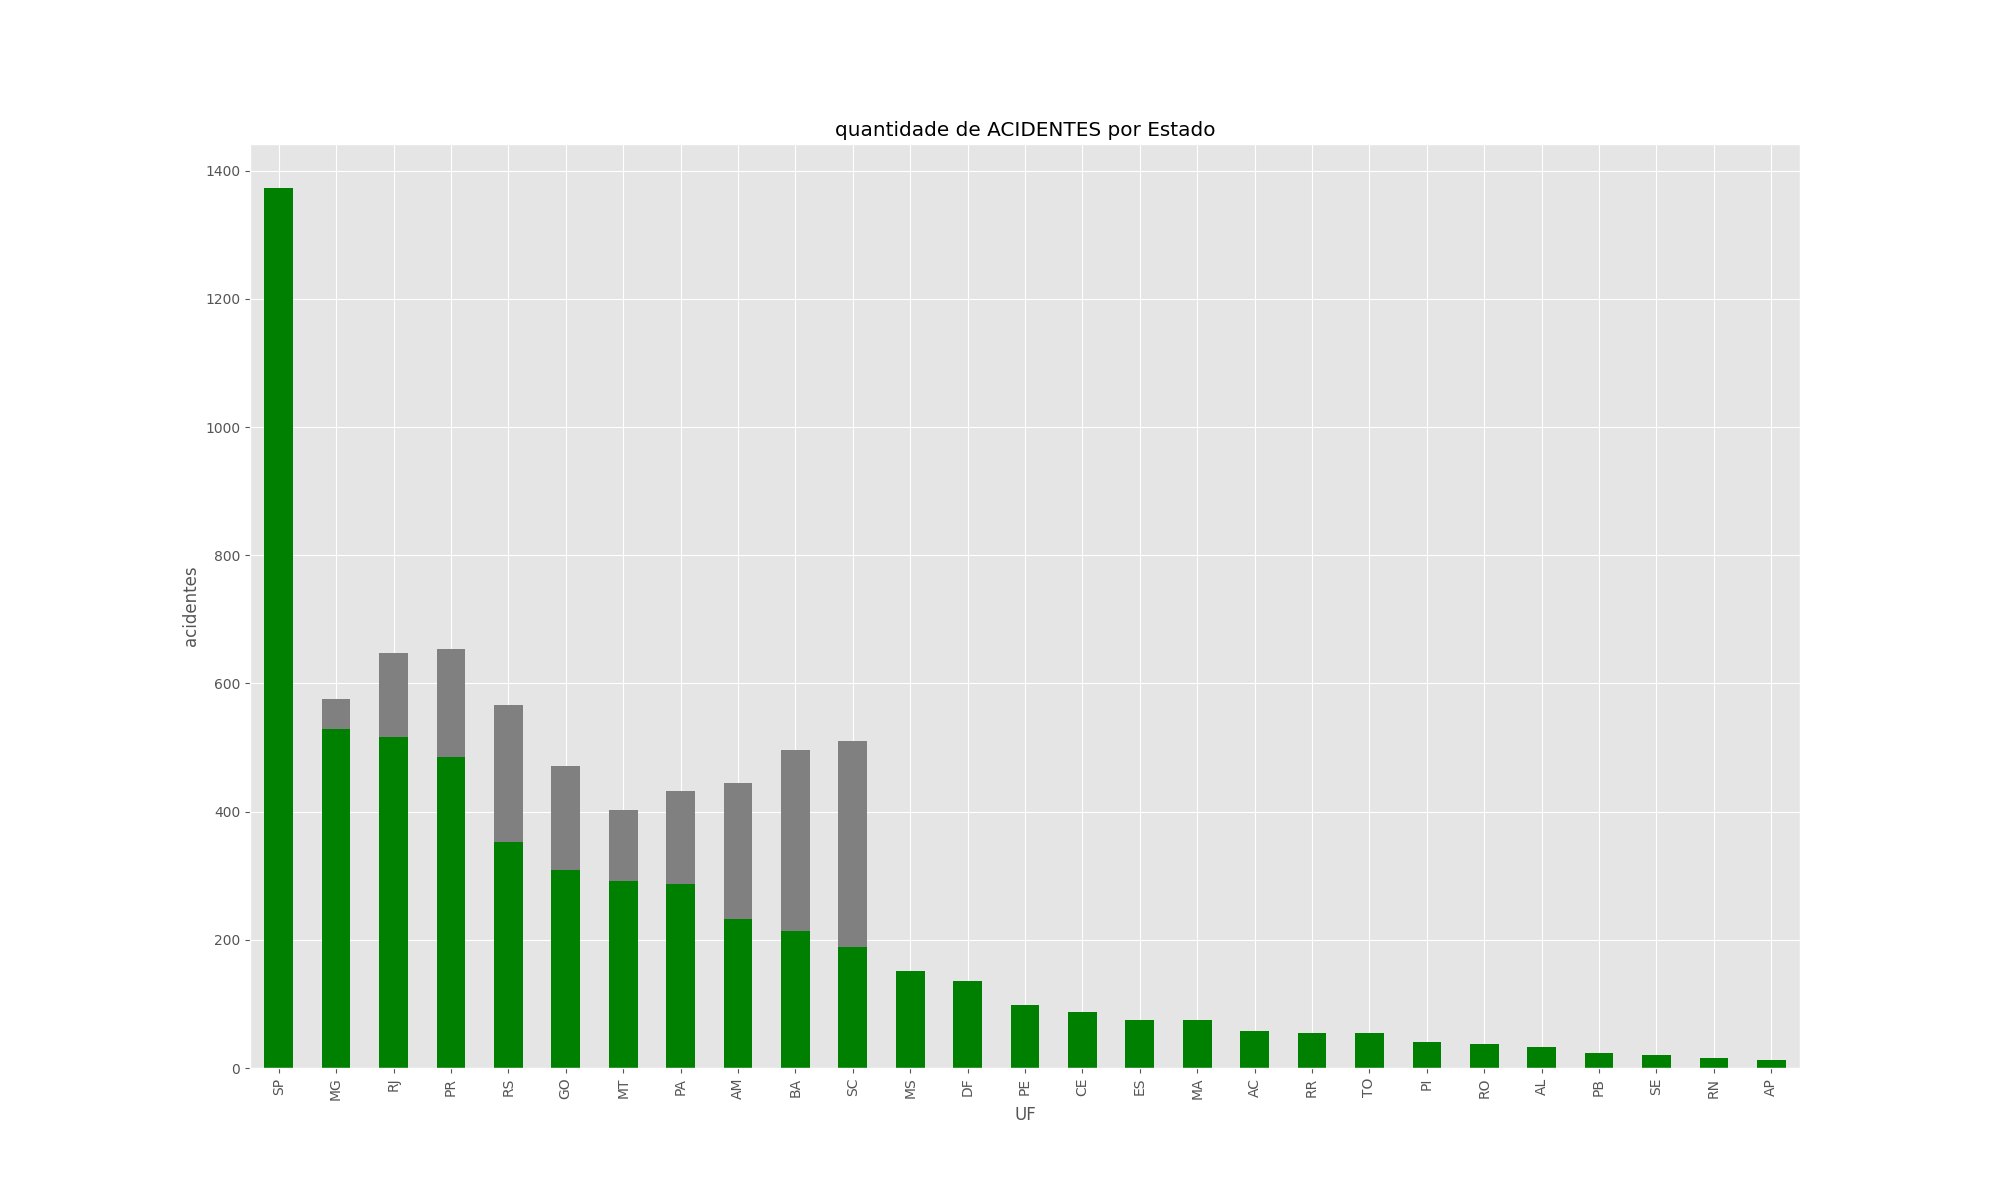 quantidade de ACIDENTES por Estado
1400
1200
1000
800
600
400
200
0
acidentes
SP MG RJ PR RS GO MT PA AM BA SC MS DF PE CE ES MA AC RR TO PI RO AL PB SE RN AP
UF